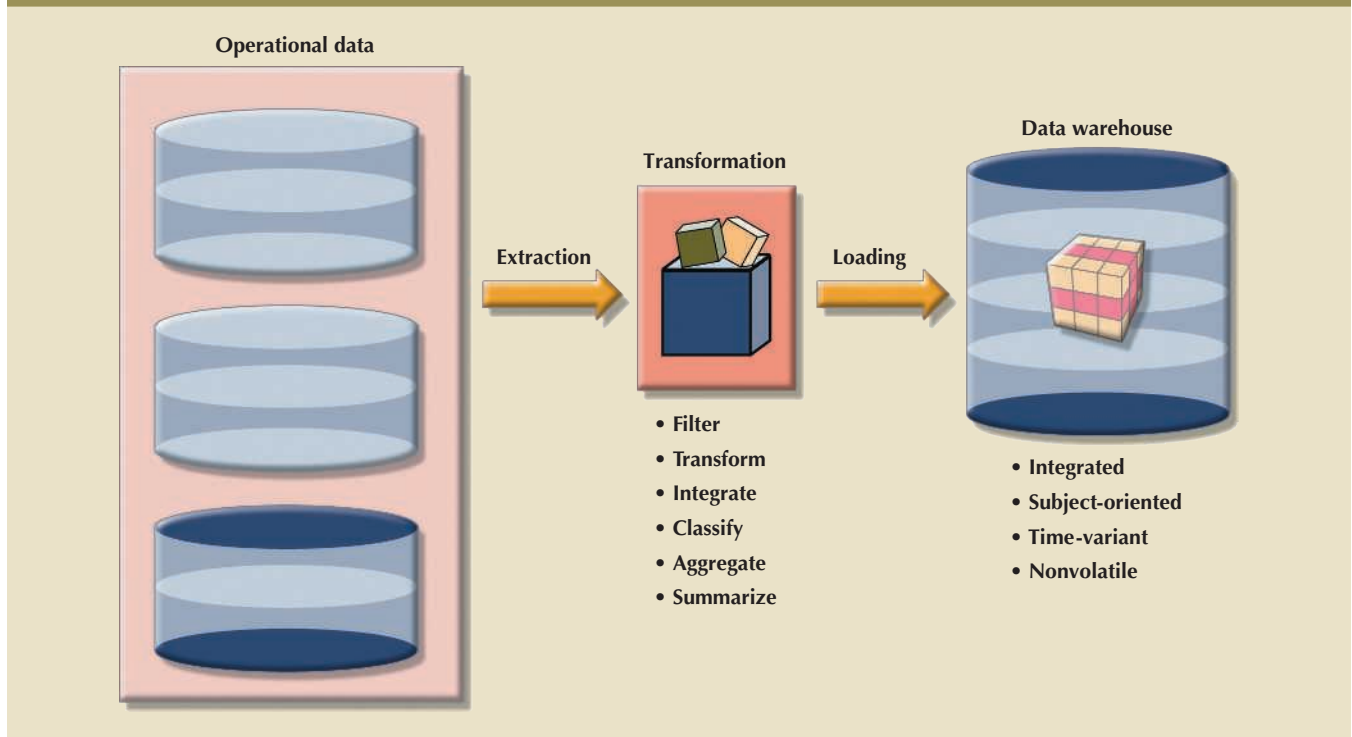 Operational data
Extraction
Transformation
• Filter
• Transform
• Integrate
• Classify
• Aggregate
• Summarize
Loading
Data warehouse
• Integrated
• Subject-oriented
• Time-variant
• Nonvolatile